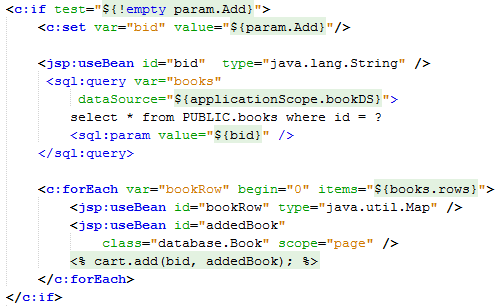 <c:if test="${!empty param.Add}">
<c:set var="bid" value="${param.Add}"/>
<jsp:useBean id="bid"  type="java.lang.String" />
<sql:query var="books"
dataSource="${applicationScope.bookDS}">
select * from PUBLIC.books where id = ?
<sql:param value="${bid}" />
</sql:query>
<c:forEach var="bookRow" begin="0" items="${books.rows}">
<jsp:useBean id="bookRow" type="java.util.Map" />
<jsp:useBean id="addedBook"
class="database.Book" scope="page" />
<% cart.add(bid, addedBook); %>
</c:forEach>
</c:if>